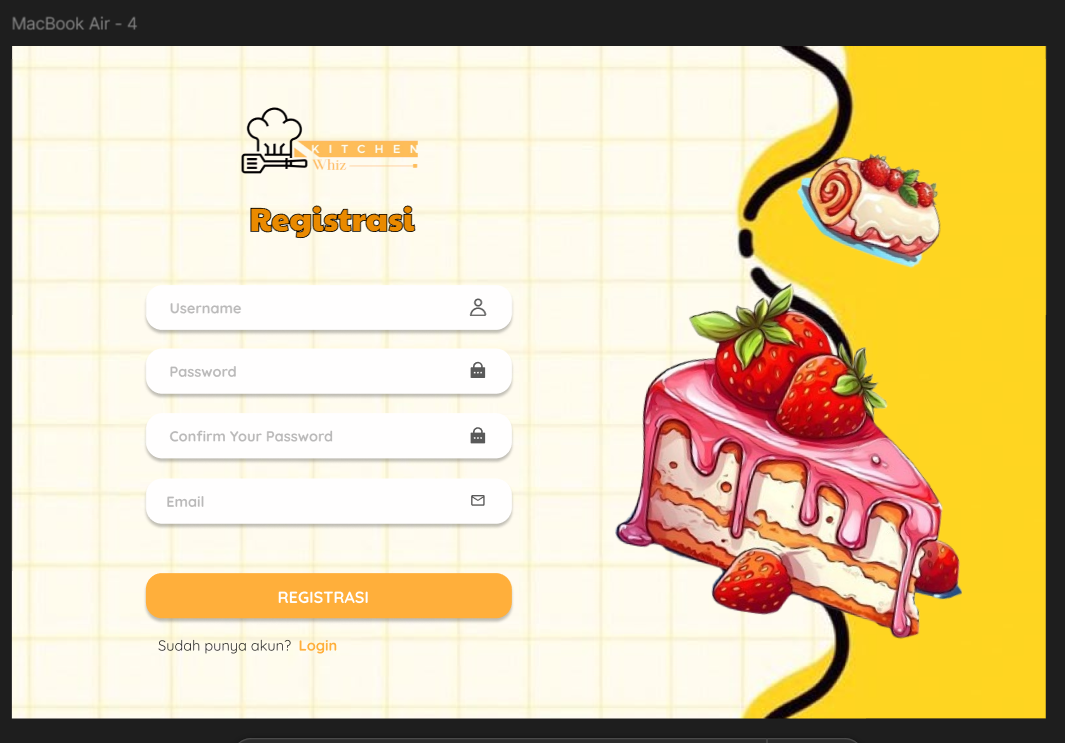 MacBook Air - 4
KITCHEN
Whiz
Registrasi
Username
Password
Confirm Your Password
Email
REGISTRASI
Sudah punya akun? Login